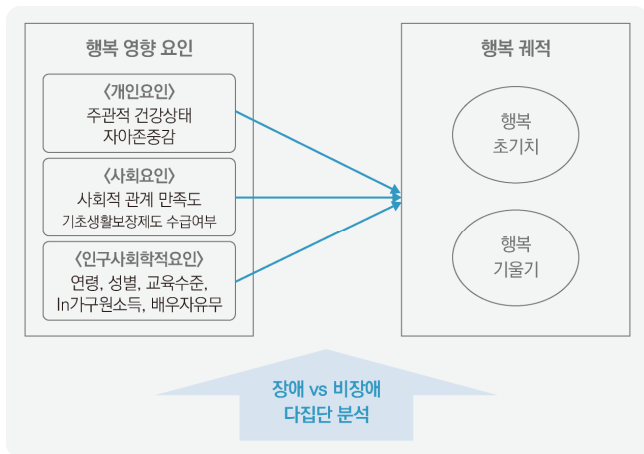 행복 영향 요인
〈개인요인〉
주관적 건강상태
자아존중감
〈사회요인〉
사회적 관계 만족도
기초생활보장제도 수급여부
〈인구사회학적요인〉
연령, 성별, 교육수준,
In가구원소득, 배우자유무
행복 궤적
행복
초기치
행복
기울기
장애 vs 비장애
다집단 분석